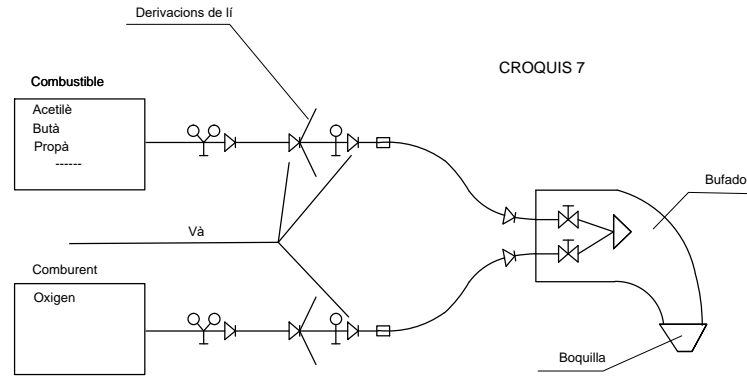 Derivacions de lí
CROQUIS 7
Combustible
Acetilè
Butà
Propà
------
Bufado
Và
Comburent
Oxigen
Boquilla